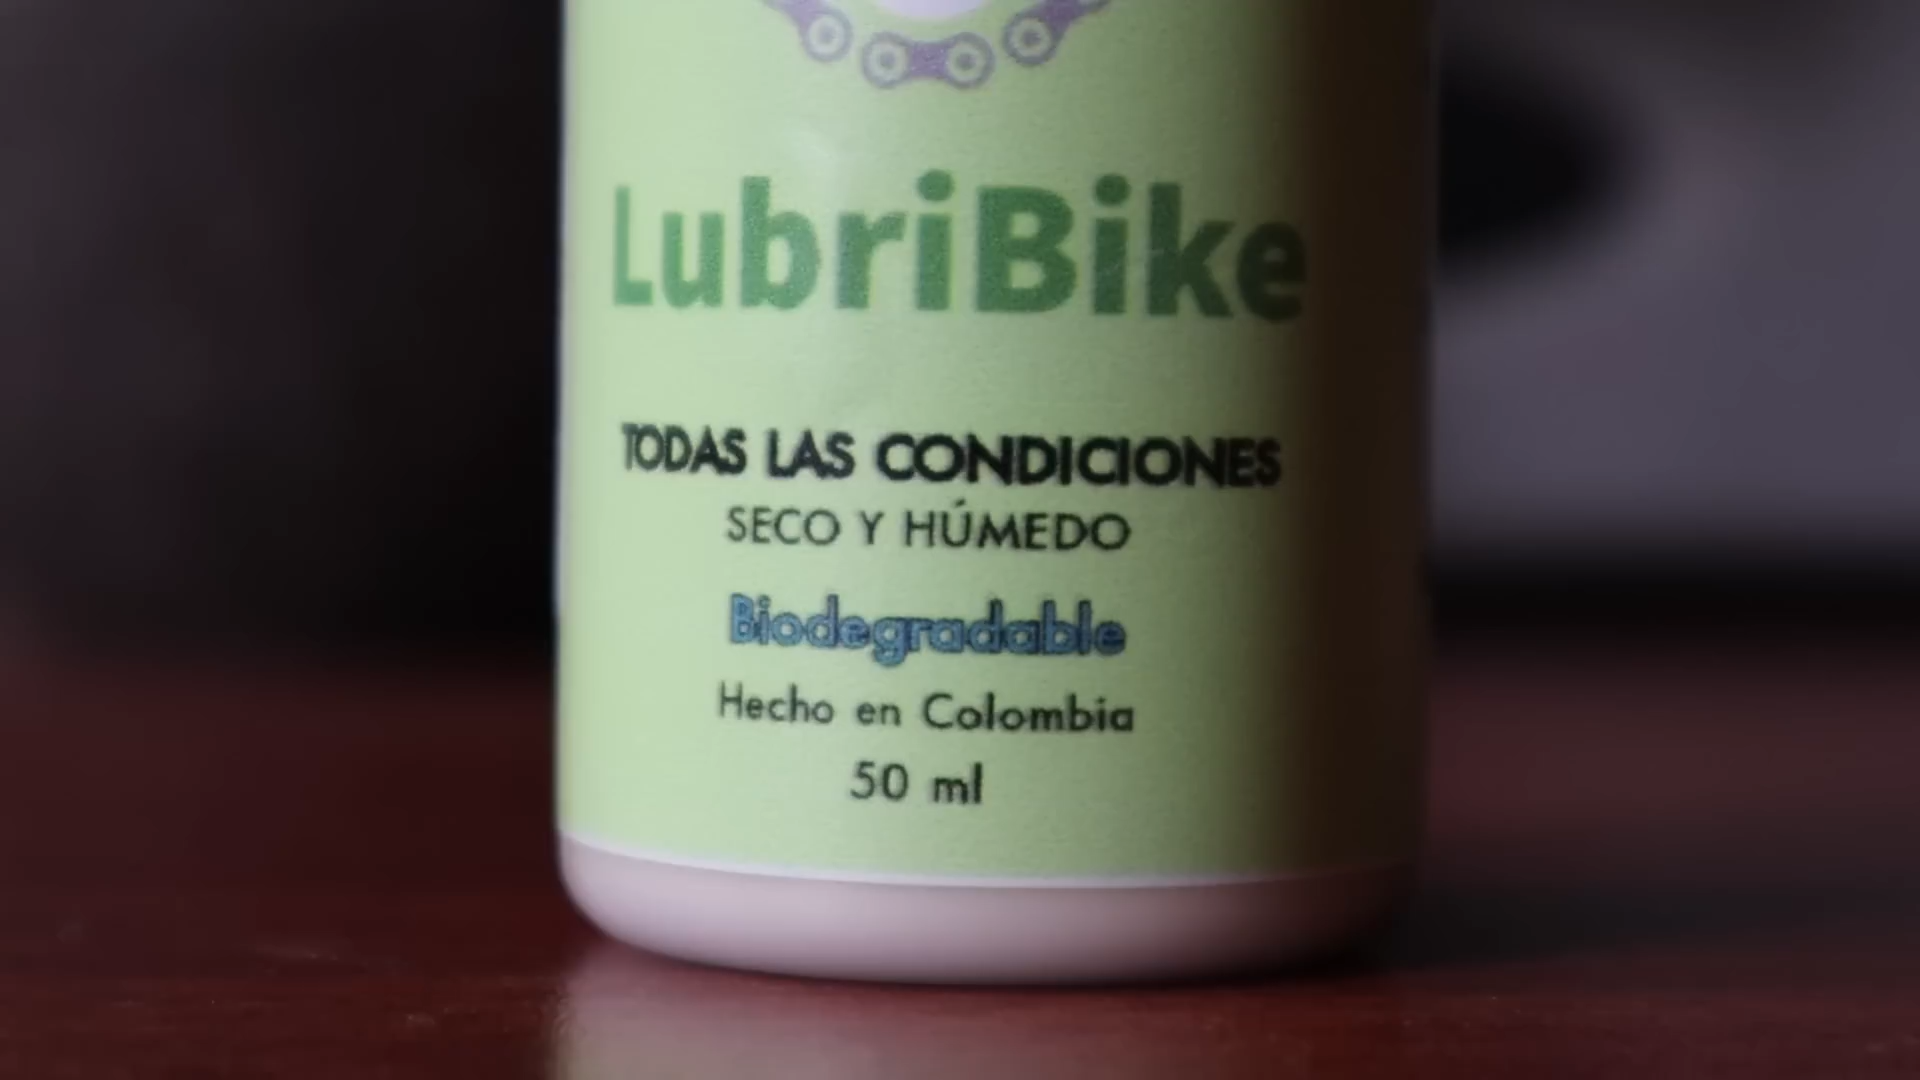 LubriBike
TODAS LAS CONDICIONES
SECO Y HÚMEDO
Biodegradable
Hecho en Colombia
50 ml